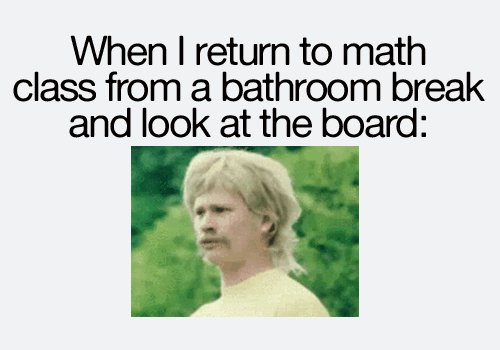 When I return to math
class from a bathroom break
and look at the board: